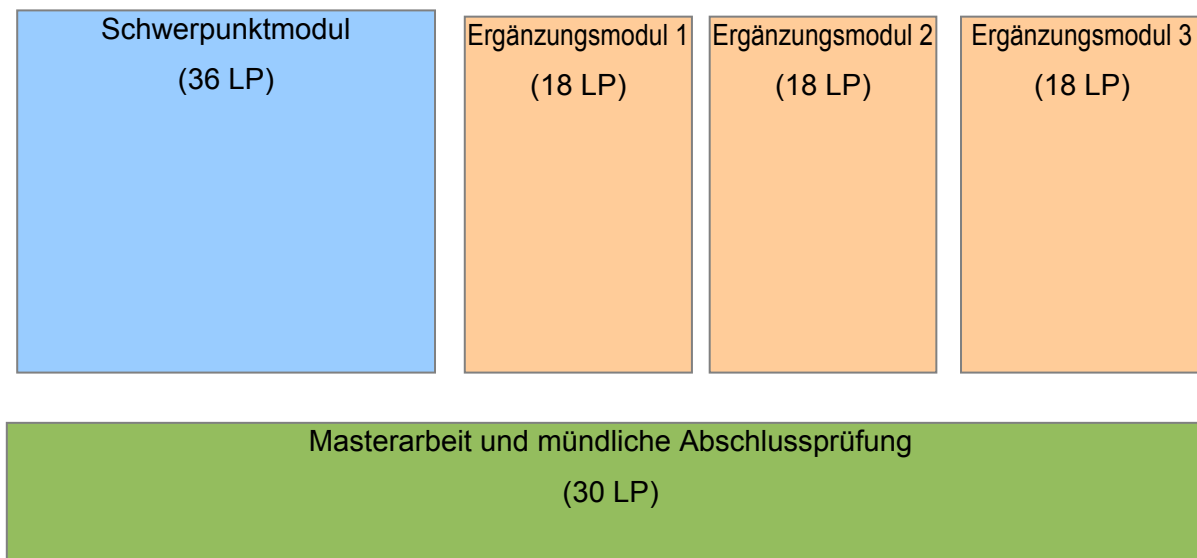 Schwerpunktmodul
(36 LP)
Ergänzungsmodul 1
(18 LP)
Ergänzungsmodul 2
(18 LP)
Ergänzungsmodul 3
(18 LP)
Masterarbeit und mündliche Abschlussprüfung
(30 LP)